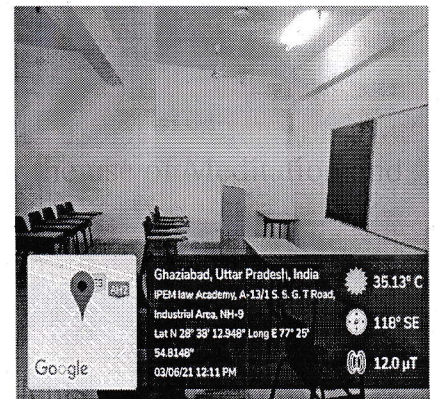 Ghaziabad, Uttar Pradesh, India
IPEM law Academy, A-13/1 S. S. G. T Road,
Industrial Area, NH-9
Lat N 28° 38' 12.948" Long E 77° 25'
54.8148"
03/06/21 12:11 PM
35.13° C
118° SE
12.0 µT
AH2
Google